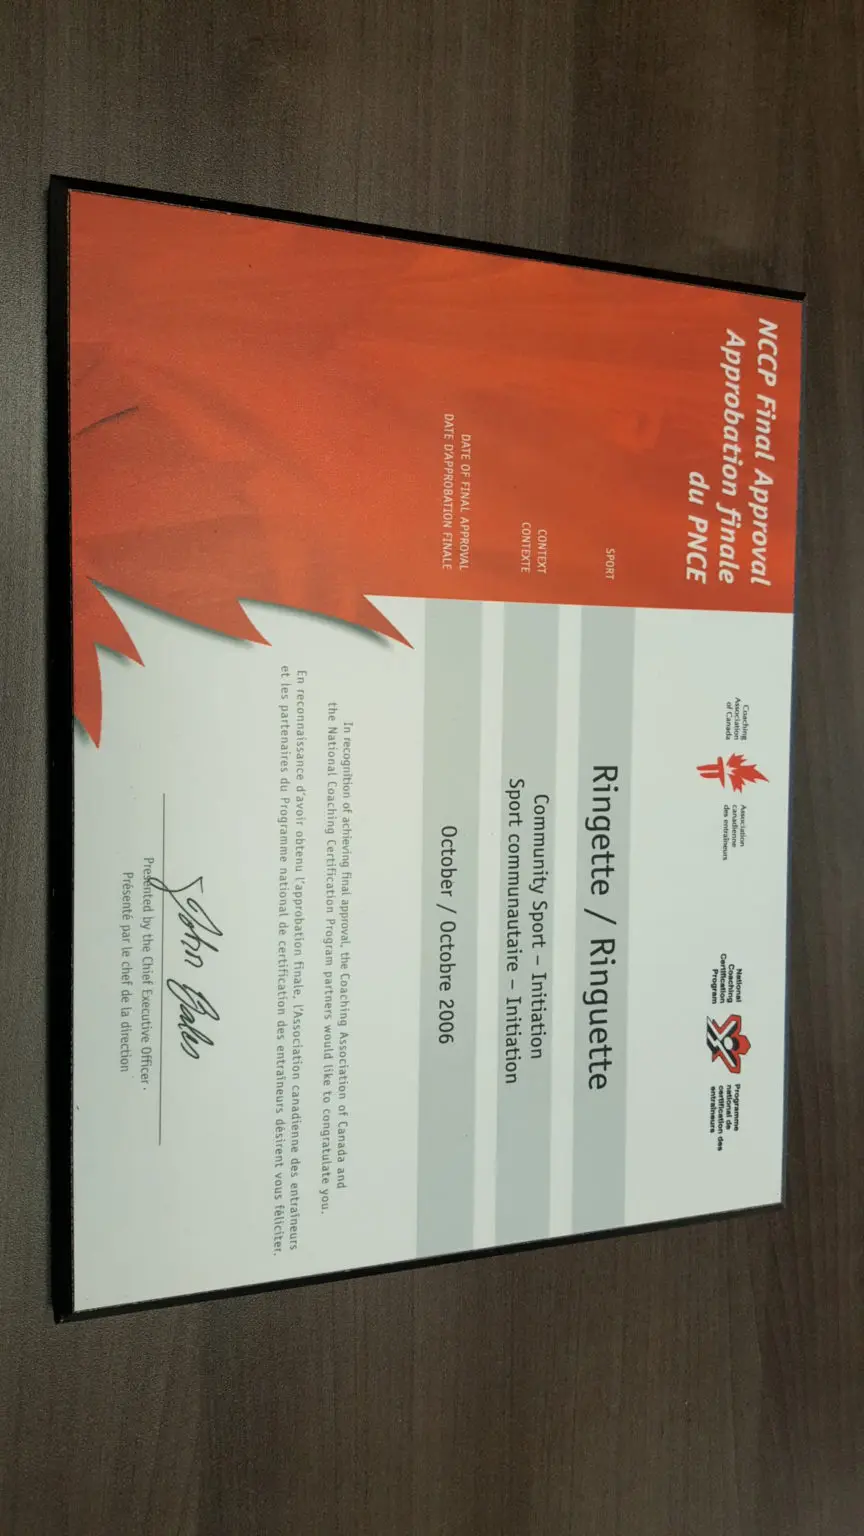 NCCP Final Approval
Approbation finale
du PNCE
Coaching
Association
of Canada
Association
canadienne
des entraîneurs
National
Coaching
Certification
Program
Programme
national de
certification des
entraîneurs
SPORT
Ringette / Ringuette
CONTEXT
CONTEXTE
Community Sport – Initiation
Sport communautaire – Initiation
DATE OF FINAL APPROVAL
DATE D'APPROBATION FINALE
October / Octobre 2006
In recognition of achieving final approval, the Coaching Association of Canada and
the National Coaching Certification Program partners would like to congratulate you.
En reconnaissance d'avoir obtenu l'approbation finale, l'Association canadienne des entraîneurs
et les partenaires du Programme national de certification des entraîneurs désirent vous féliciter.
John Bales
Presented by the Chief Executive Officer
Présenté par le chef de la direction